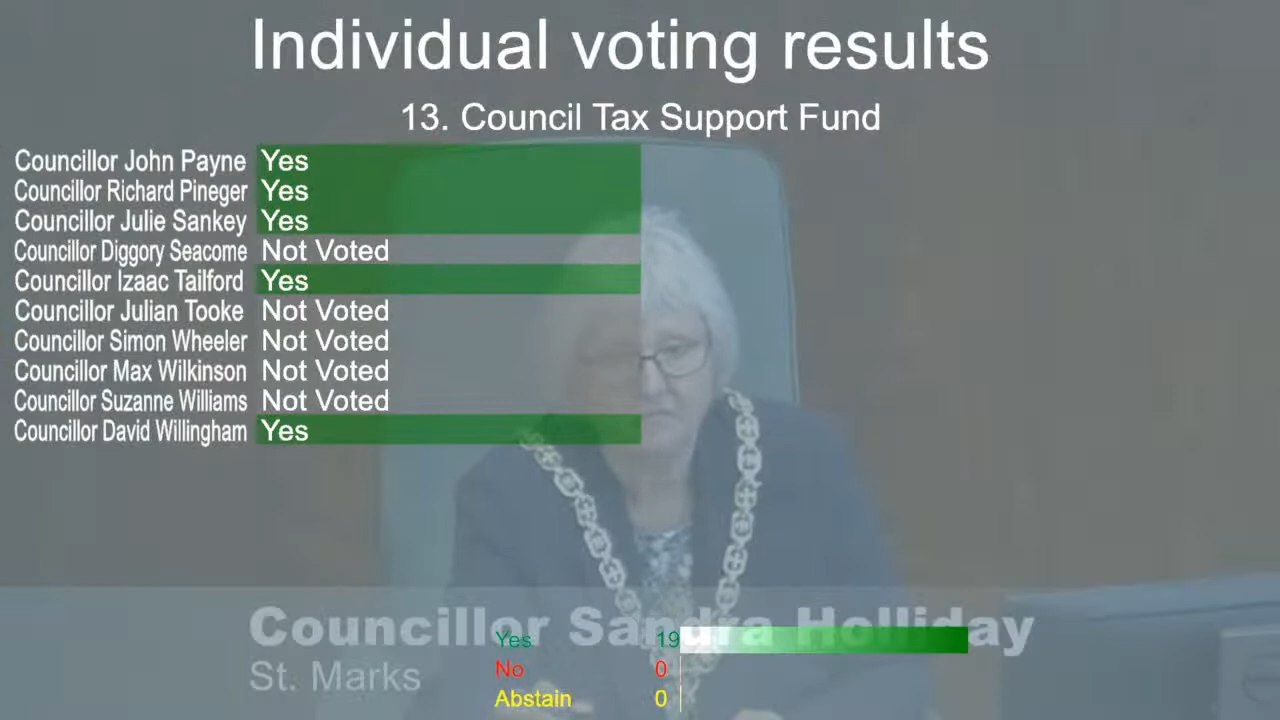 Individual voting results
13. Council Tax Support Fund
Councillor John Payne Yes
Councillor Richard Pineger Yes
Councillor Julie Sankey Yes
Councillor Diggory Seacome Not Voted
Councillor Izaac Tailford Yes
Councillor Julian Tooke Not Voted
Councillor Simon Wheeler Not Voted
Councillor Max Wilkinson Not Voted
Councillor Suzanne Williams Not Voted
Councillor David Willingham Yes
Councillor Sandra Holliday
St. Marks
Yes 19
No 0
Abstain 0